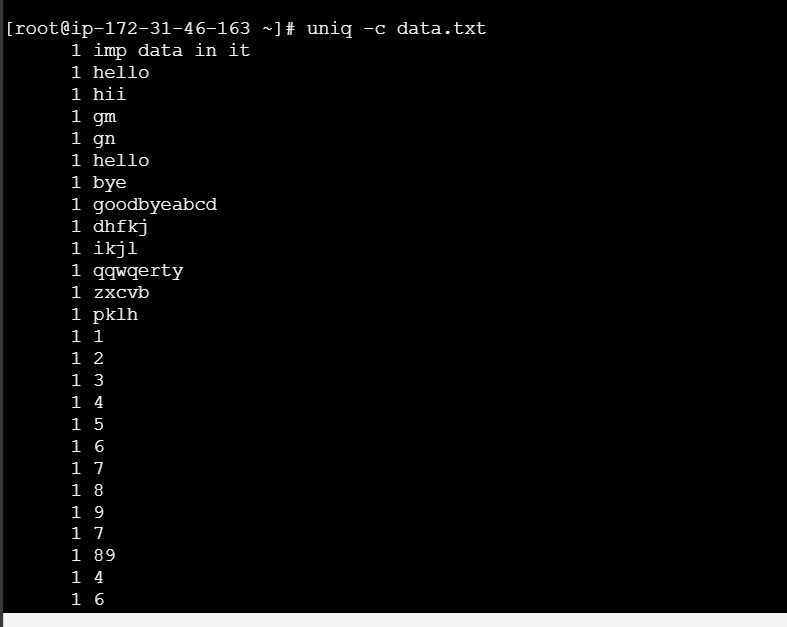 [root@ip-172-31-46-163 ~]# uniq -c data.txt
1 imp data in it
1 hello
1 hii
1 gm
1 gn
1 hello
1 bye
1 goodbyeabcd
1 dhfkj
1 ikjl
1 qqwqerty
1 zxcvb
1 pklh
1 1
1 2
1 3
1 4
1 5
1 6
1 7
1 8
1 9
1 7
1 89
1 4
1 6